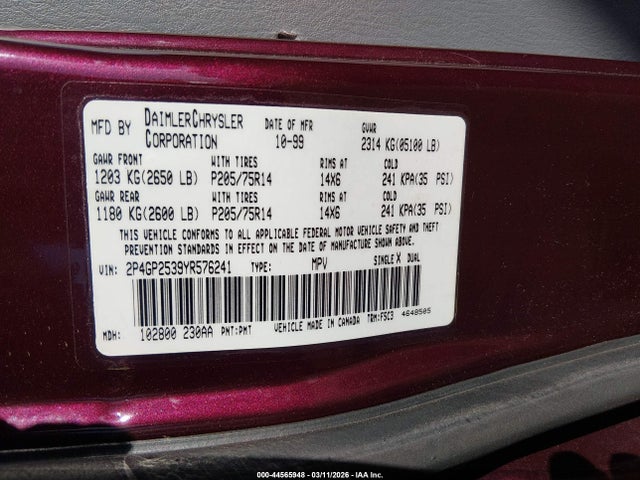 MFD BY DAIMLERCHRYSLER CORPORATION DATE OF MFR 10-99 GVWR 2314 KG(05100 LB)
GAWR FRONT WITH TIRES RIMS AT COLD
1203 KG(2650 LB) P205/75R14 14X6 241 KPA(35 PSI)
GAWR REAR WITH TIRES RIMS AT COLD
1180 KG(2600 LB) P205/75R14 14X6 241 KPA(35 PSI)
THIS VEHICLE CONFORMS TO ALL APPLICABLE FEDERAL MOTOR VEHICLE SAFETY AND THEFT
PREVENTION STANDARDS IN EFFECT ON THE DATE OF MANUFACTURE SHOWN ABOVE.
VIN: 2P4GP2539YR576241 TYPE: MPV SINGLE X DUAL
MDH: 102800 230AA PNT:PMT VEHICLE MADE IN CANADA TRM:F5C3 4648505
000-44565948 - 03/11/2026 - IAA Inc.